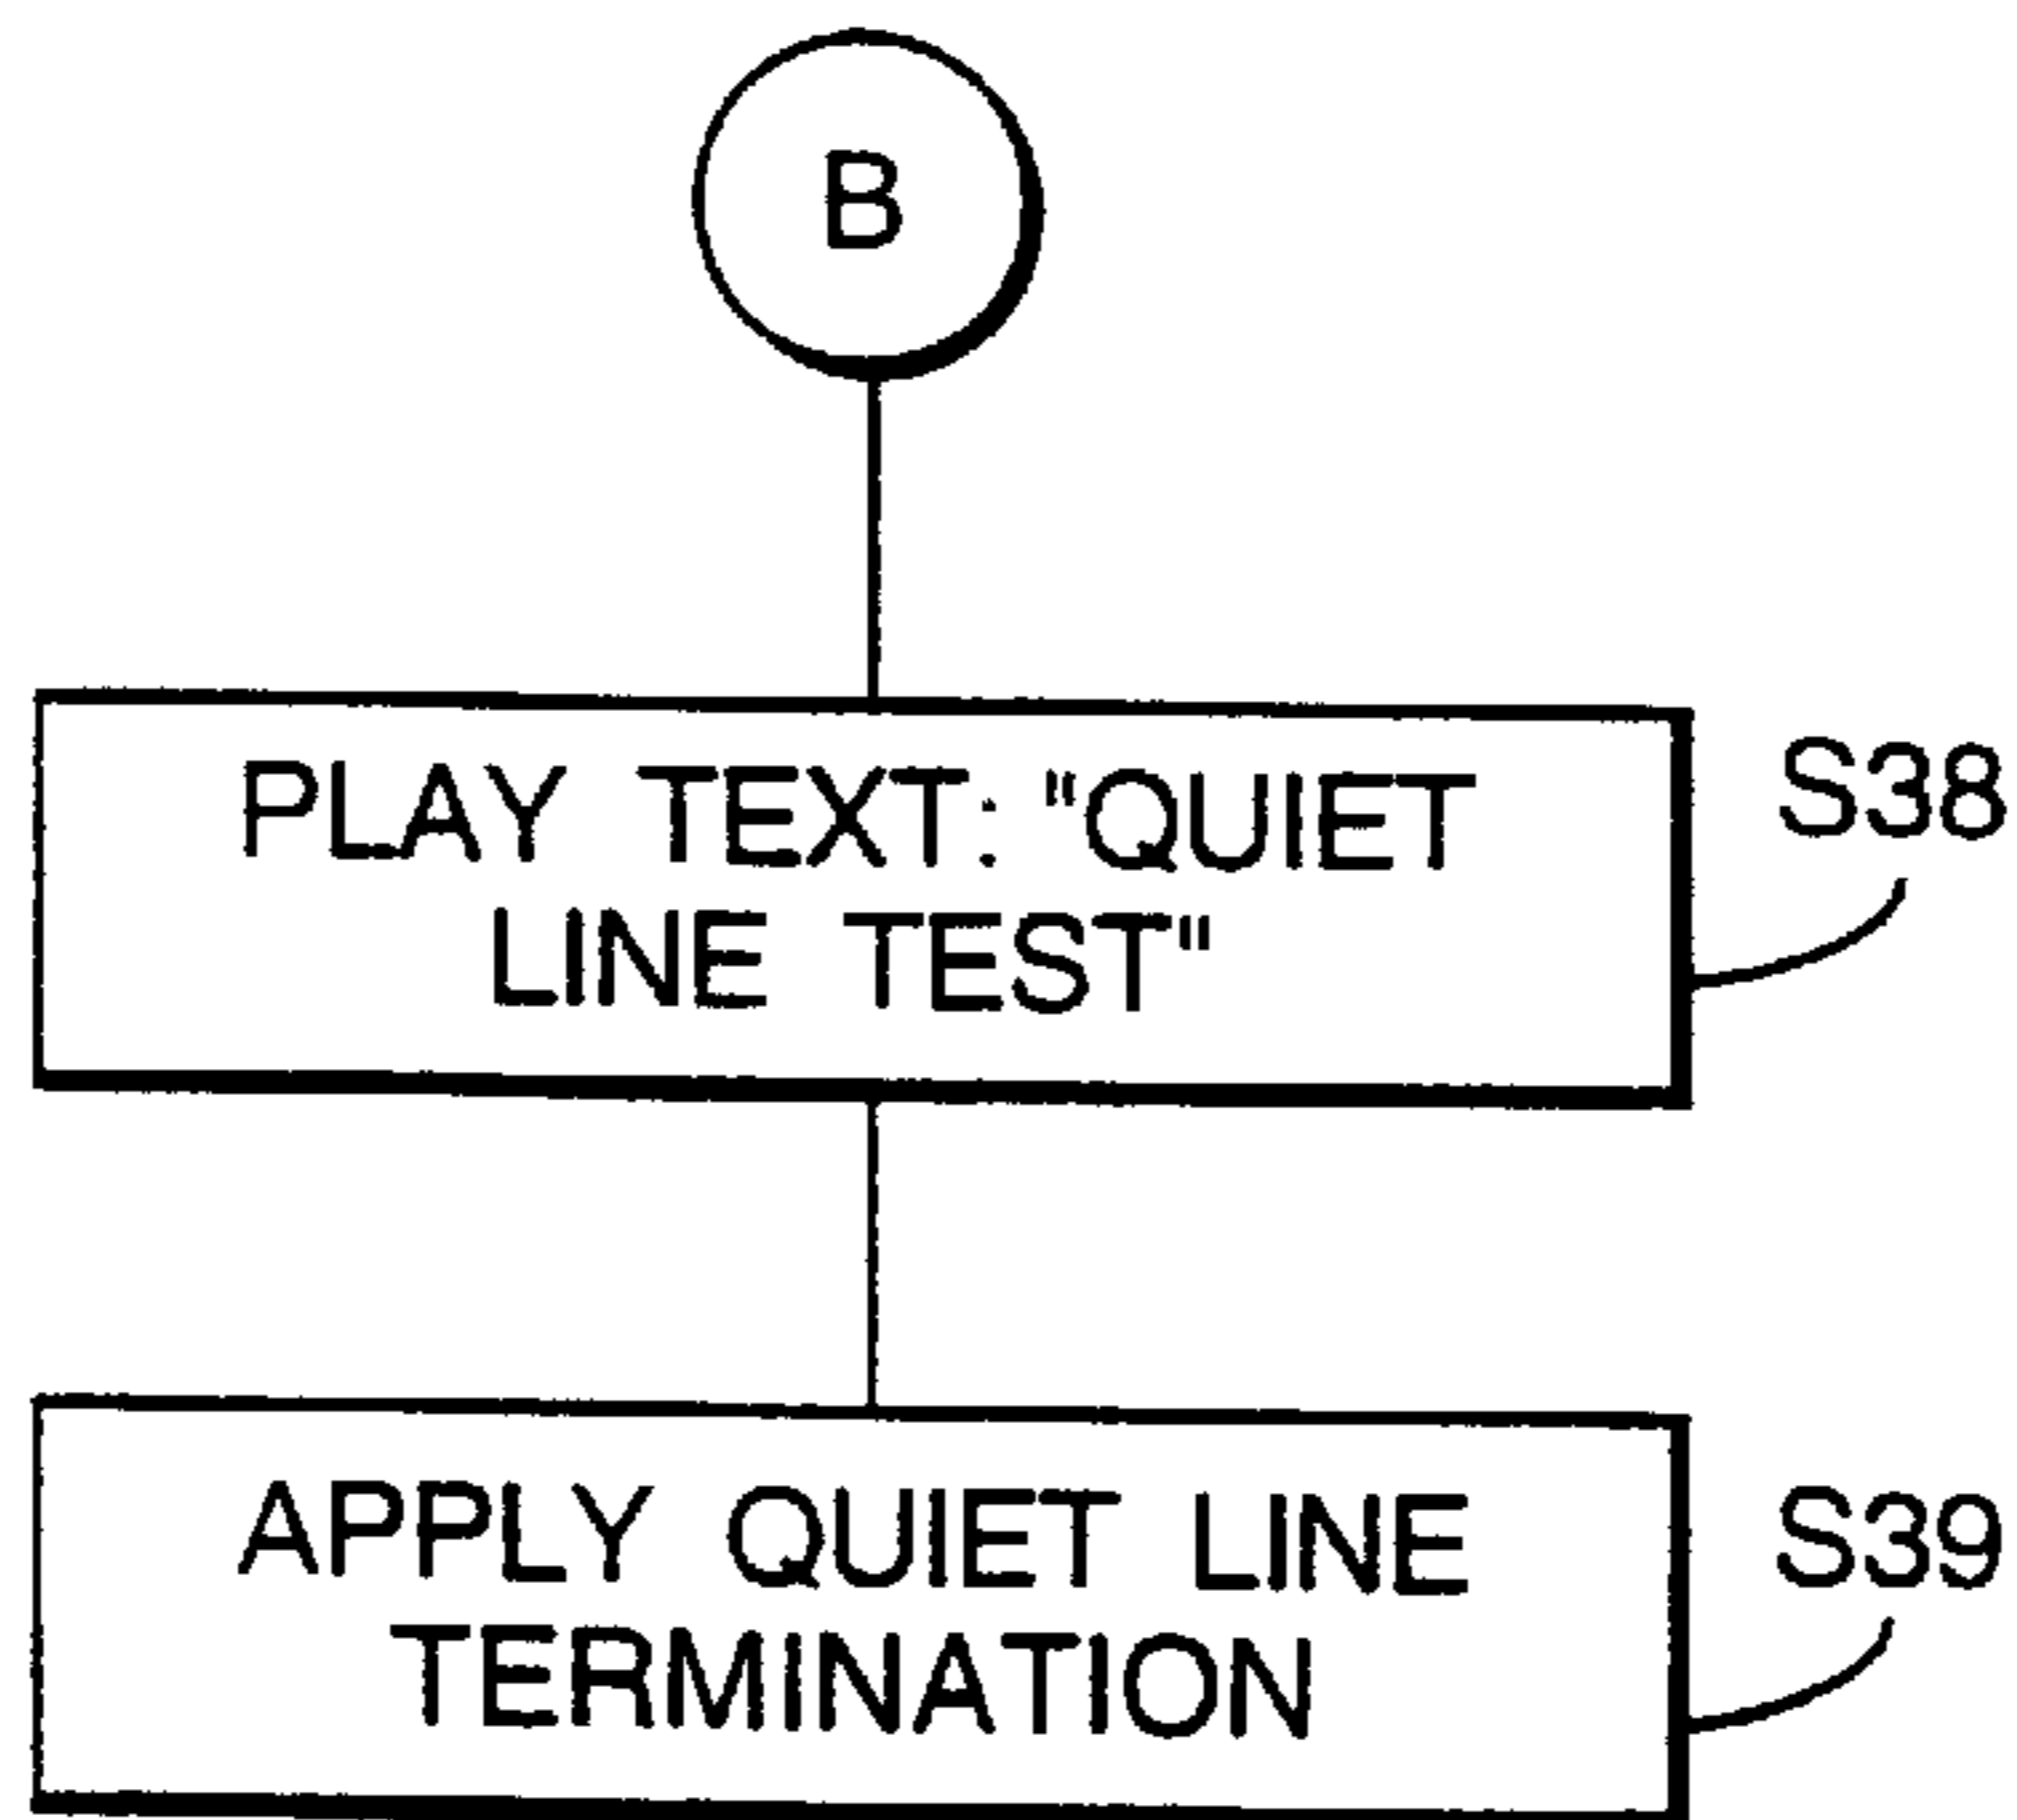 B
PLAY TEXT: "QUIET
LINE TEST"
S38
APPLY QUIET LINE
TERMINATION
S39